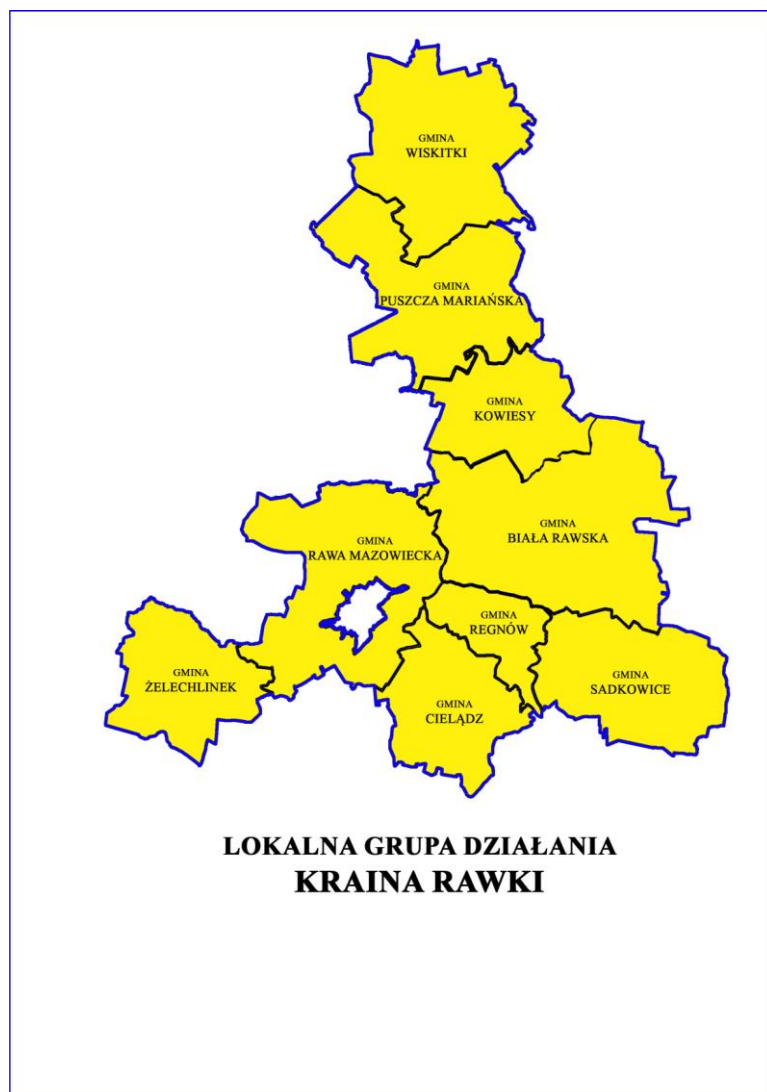 GMINA
WISKITKI
GMINA
PUSZCZA MARIAŃSKA
GMINA
KOWIESY
GMINA
BIAŁA RAWSKA
GMINA
RAWA MAZOWIECKA
GMINA
REGNÓW
GMINA
ŻELECHLINEK
GMINA
SADKOWICE
GMINA
CIELĄDZ
LOKALNA GRUPA DZIAŁANIA
KRAINA RAWKI